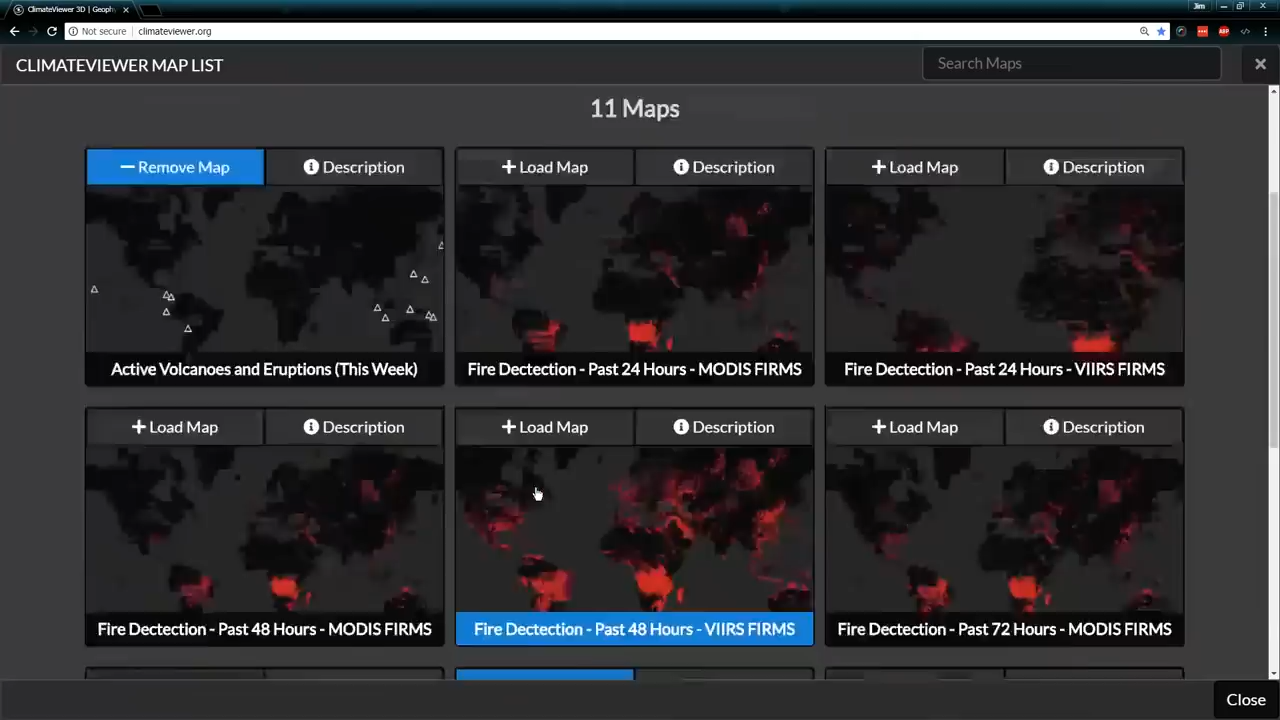 ClimateViewer 3D | Geoph
Jim
Not secure
climateviewer.org
ABP
CLIMATEVIEWER MAP LIST
Search Maps
11 Maps
Remove Map
Description
Load Map
Description
Load Map
Description
Active Volcanoes and Eruptions (This Week)
Fire Dectection - Past 24 Hours - MODIS FIRMS
Fire Dectection - Past 24 Hours - VIIRS FIRMS
Load Map
Description
Load Map
Description
Load Map
Description
Fire Dectection - Past 48 Hours - MODIS FIRMS
Fire Dectection - Past 48 Hours - VIIRS FIRMS
Fire Dectection - Past 72 Hours - MODIS FIRMS
Close